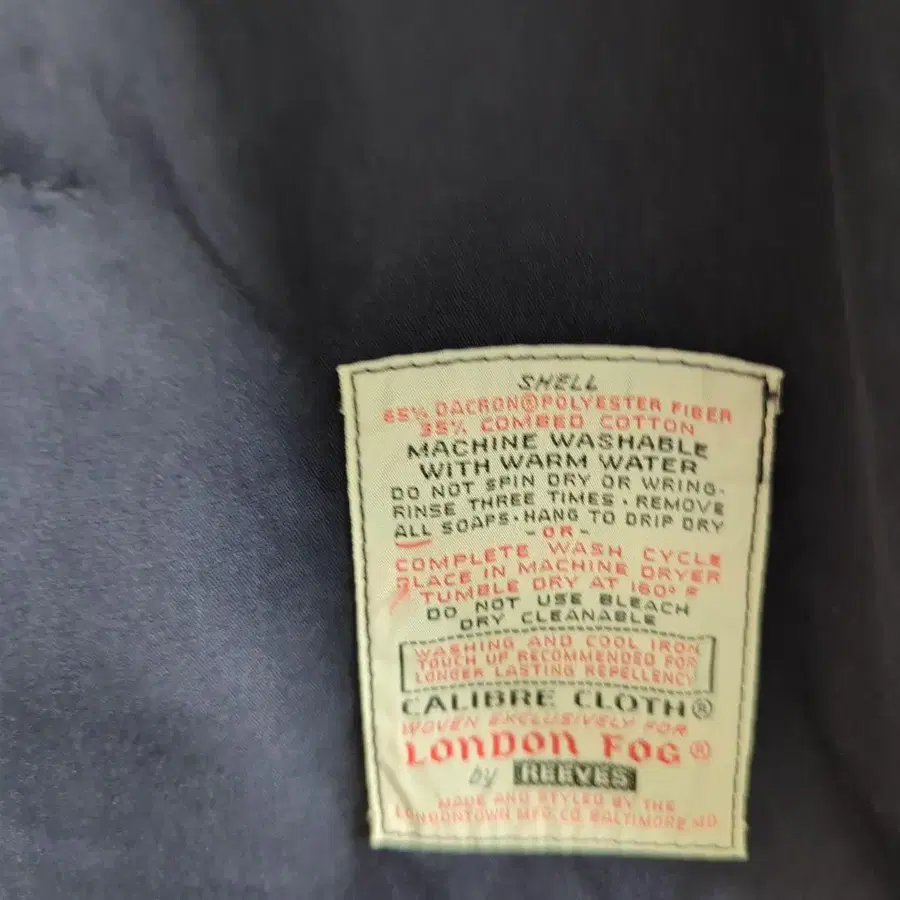 SHELL
65% DACRON® POLYESTER FIBER
35% COMBED COTTON
MACHINE WASHABLE
WITH WARM WATER
DO NOT SPIN DRY OR WRING.
RINSE THREE TIMES · REMOVE
ALL SOAPS · HANG TO DRIP DRY
- OR -
COMPLETE WASH CYCLE
PLACE IN MACHINE DRYER
TUMBLE DRY AT 160° F
DO NOT USE BLEACH
DRY CLEANABLE
WASHING AND COOL IRON
TOUCH UP RECOMMENDED FOR
LONGER LASTING REPELLENCY
CALIBRE CLOTH®
WOVEN EXCLUSIVELY FOR
LONDON FOG®
by REEVES
MADE AND STYLED BY THE
LONDONTOWN MFG. CO. BALTIMORE, MD.